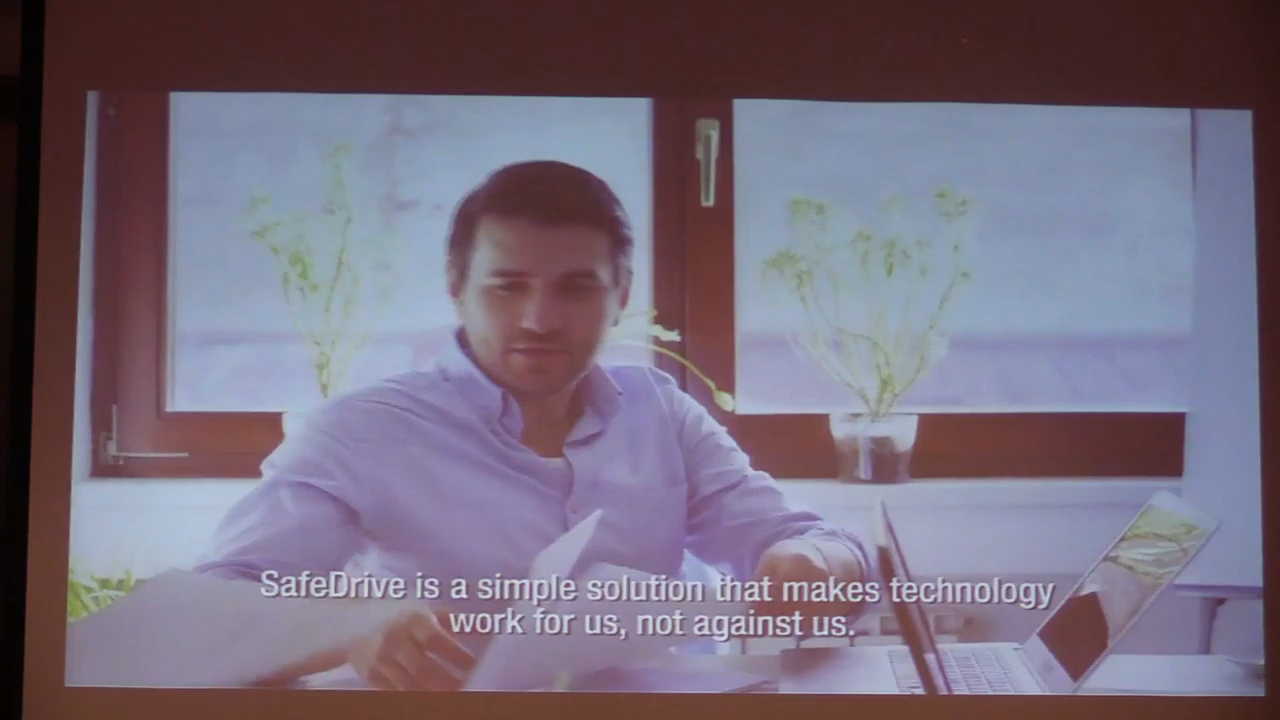 SafeDrive is a simple solution that makes technology
work for us, not against us.